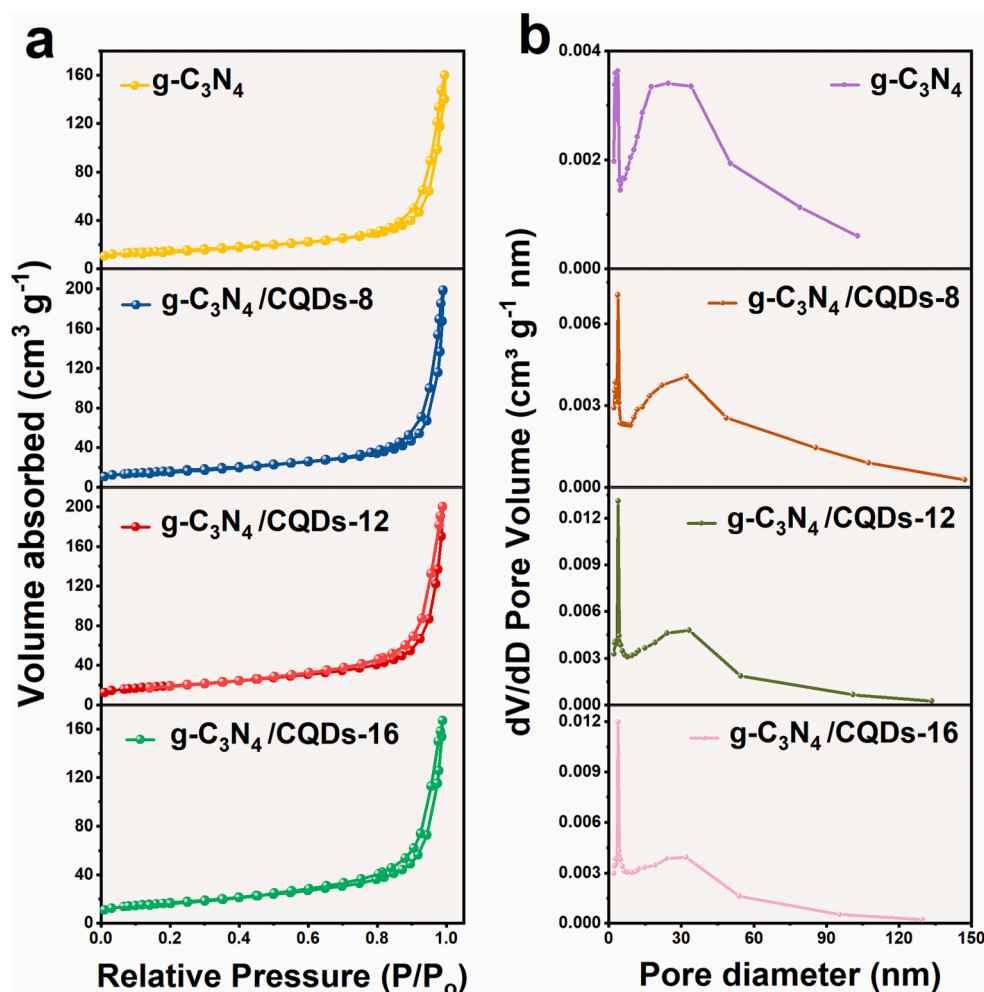 a
g-C₃N₄
160
120
80
40
0
g-C₃N₄/CQDs-8
200
160
120
80
40
0
g-C₃N₄/CQDs-12
200
160
120
80
40
0
g-C₃N₄/CQDs-16
160
120
80
40
0
0.0 0.2 0.4 0.6 0.8 1.0
Volume absorbed (cm³ g⁻¹)
Relative Pressure (P/Pₒ)
b
0.004
g-C₃N₄
0.002
0.000
g-C₃N₄/CQDs-8
0.006
0.003
0.000
g-C₃N₄/CQDs-12
0.012
0.009
0.006
0.003
0.000
g-C₃N₄/CQDs-16
0.012
0.009
0.006
0.003
0.000
0 30 60 90 120 150
dV/dD Pore Volume (cm³ g⁻¹ nm)
Pore diameter (nm)